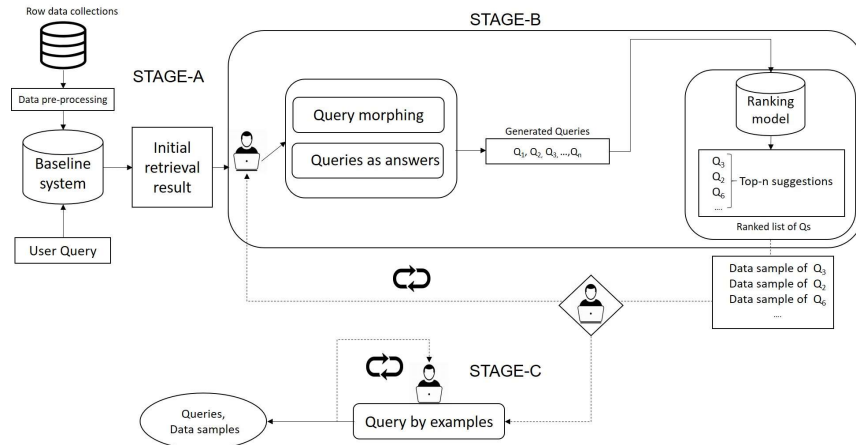 Row data collections
STAGE-A
STAGE-B
Data pre-processing
Baseline
system
User Query
Initial
retrieval
result
Query morphing
Queries as answers
Generated Queries
Q1, Q2, Q3, ...,Qn
Ranking
model
Q3
Q2
Q6
....
Top-n suggestions
Ranked list of Qs
Data sample of Q3
Data sample of Q2
Data sample of Q6
....
STAGE-C
Query by examples
Queries,
Data samples